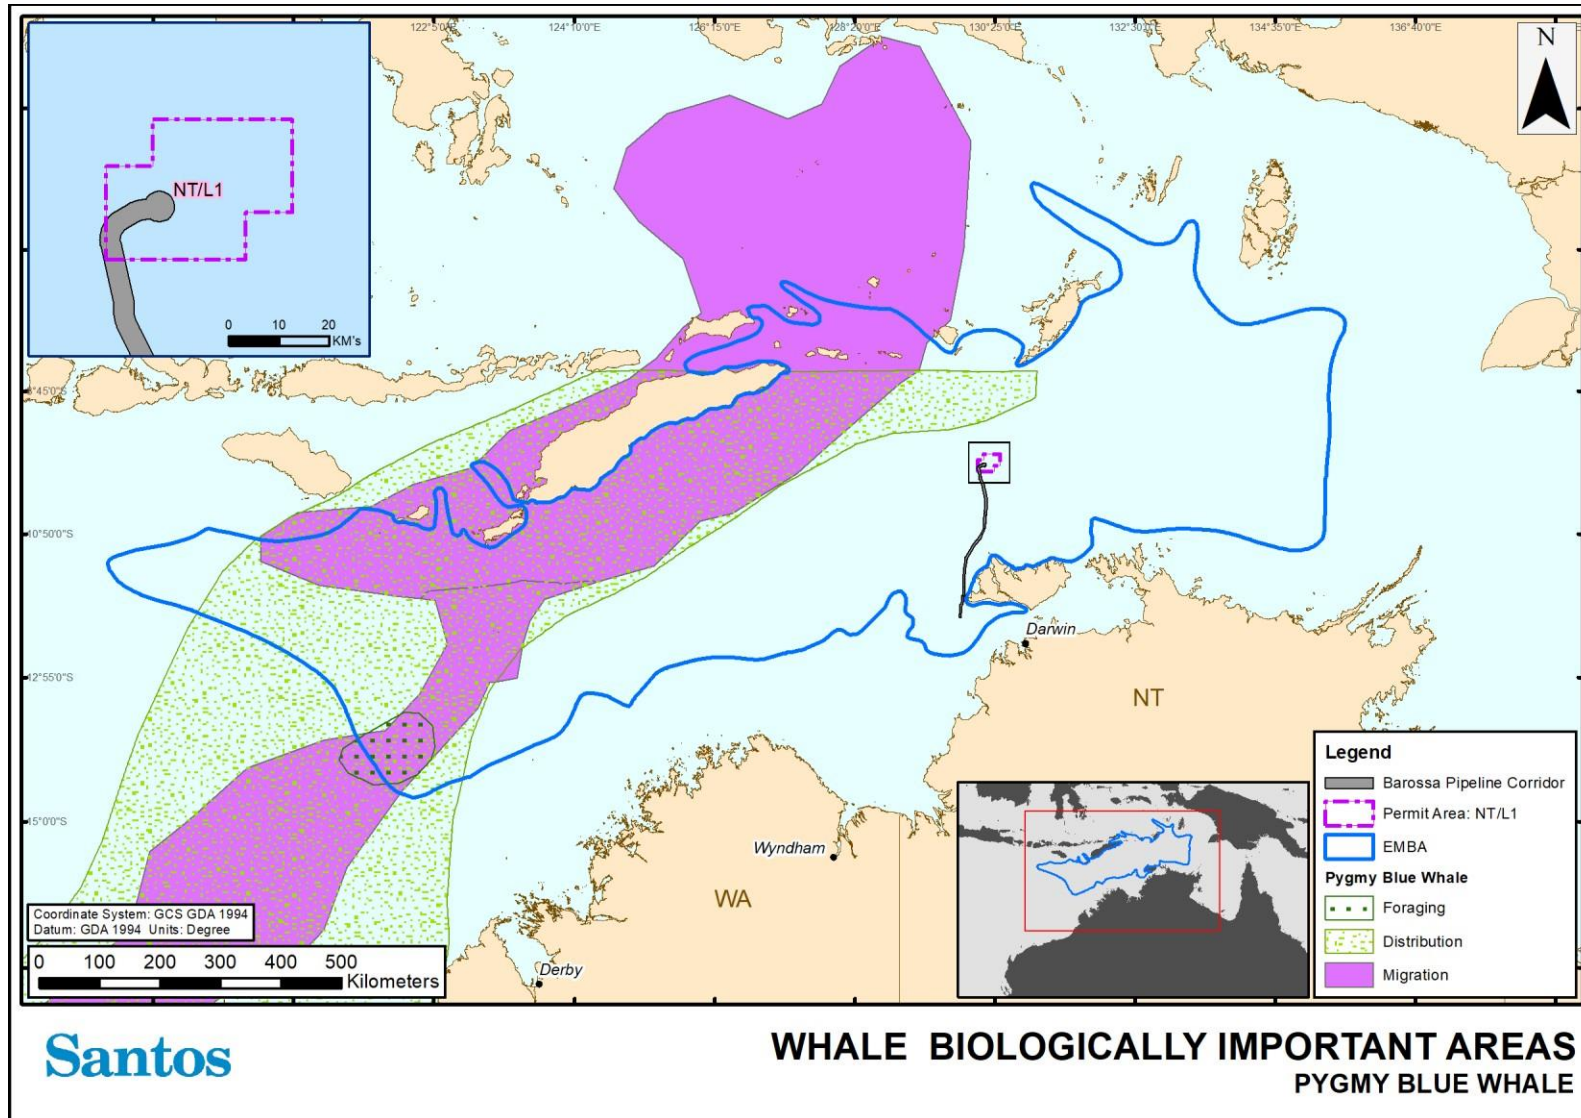 122°5'0"E 124°10'0"E 126°15'0"E 128°20'0"E 130°25'0"E 132°30'0"E 134°35'0"E 136°40'0"E
N
NT/L1
0 10 20
KM's
8°45'0"S
10°50'0"S
12°55'0"S
15°0'0"S
Darwin
NT
Wyndham
WA
Derby
Legend
Barossa Pipeline Corridor
Permit Area: NT/L1
EMBA
Pygmy Blue Whale
Foraging
Distribution
Migration
Coordinate System: GCS GDA 1994
Datum: GDA 1994 Units: Degree
0 100 200 300 400 500
Kilometers
Santos
WHALE BIOLOGICALLY IMPORTANT AREAS
PYGMY BLUE WHALE